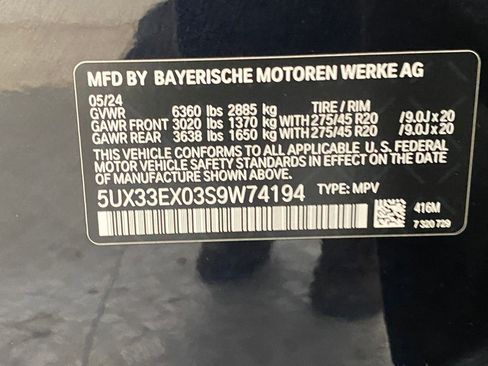 MFD BY BAYERISCHE MOTOREN WERKE AG
05/24
GVWR 6360 lbs 2885 kg TIRE / RIM
GAWR FRONT 3020 lbs 1370 kg WITH 275/45 R20 /9.0J x 20
GAWR REAR 3638 lbs 1650 kg WITH 275/45 R20 /9.0J x 20
THIS VEHICLE CONFORMS TO ALL APPLICABLE U. S. FEDERAL
MOTOR VEHICLE SAFETY STANDARDS IN EFFECT ON THE DATE OF
MANUFACTURE SHOWN ABOVE.
5UX33EX03S9W74194 TYPE: MPV
416M
7 320 729